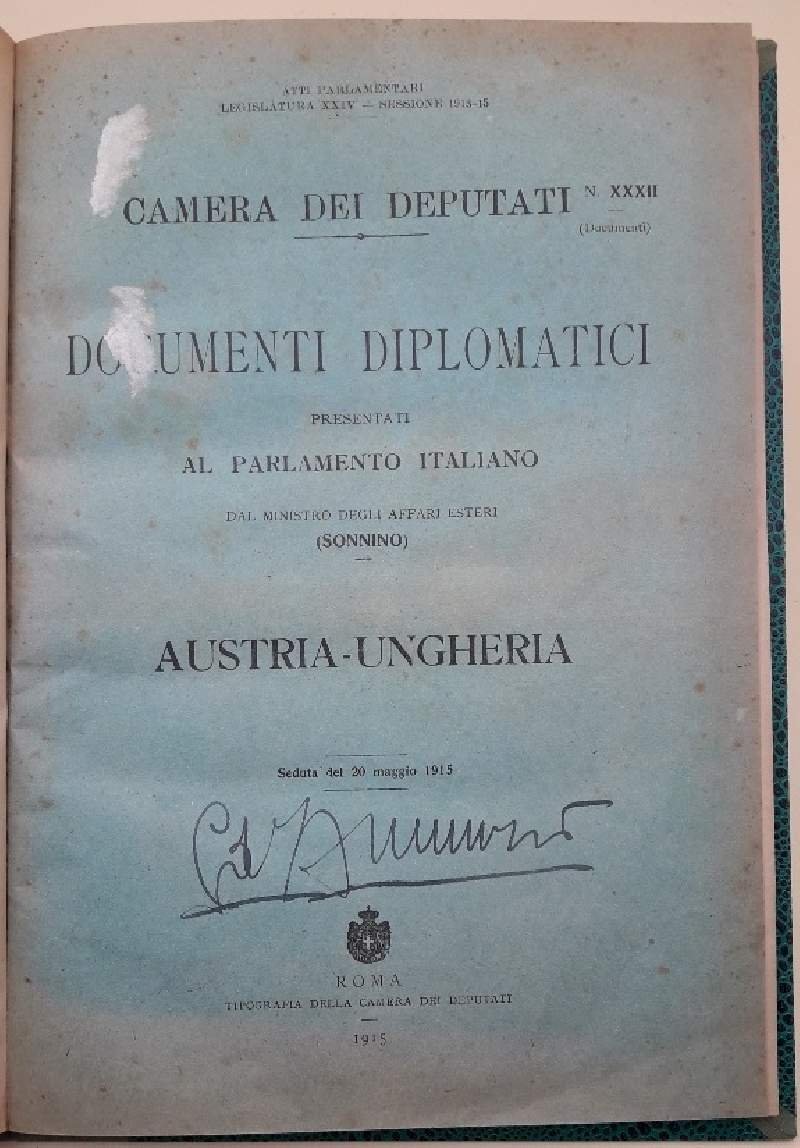 ATTI PARLAMENTARI
LEGISLATURA XXIV — SESSIONE 1913-15
CAMERA DEI DEPUTATI N. XXXII
(Documenti)
DOCUMENTI DIPLOMATICI
PRESENTATI
AL PARLAMENTO ITALIANO
DAL MINISTRO DEGLI AFFARI ESTERI
(SONNINO)
AUSTRIA-UNGHERIA
Seduta del 20 maggio 1915
ROMA
TIPOGRAFIA DELLA CAMERA DEI DEPUTATI
1915